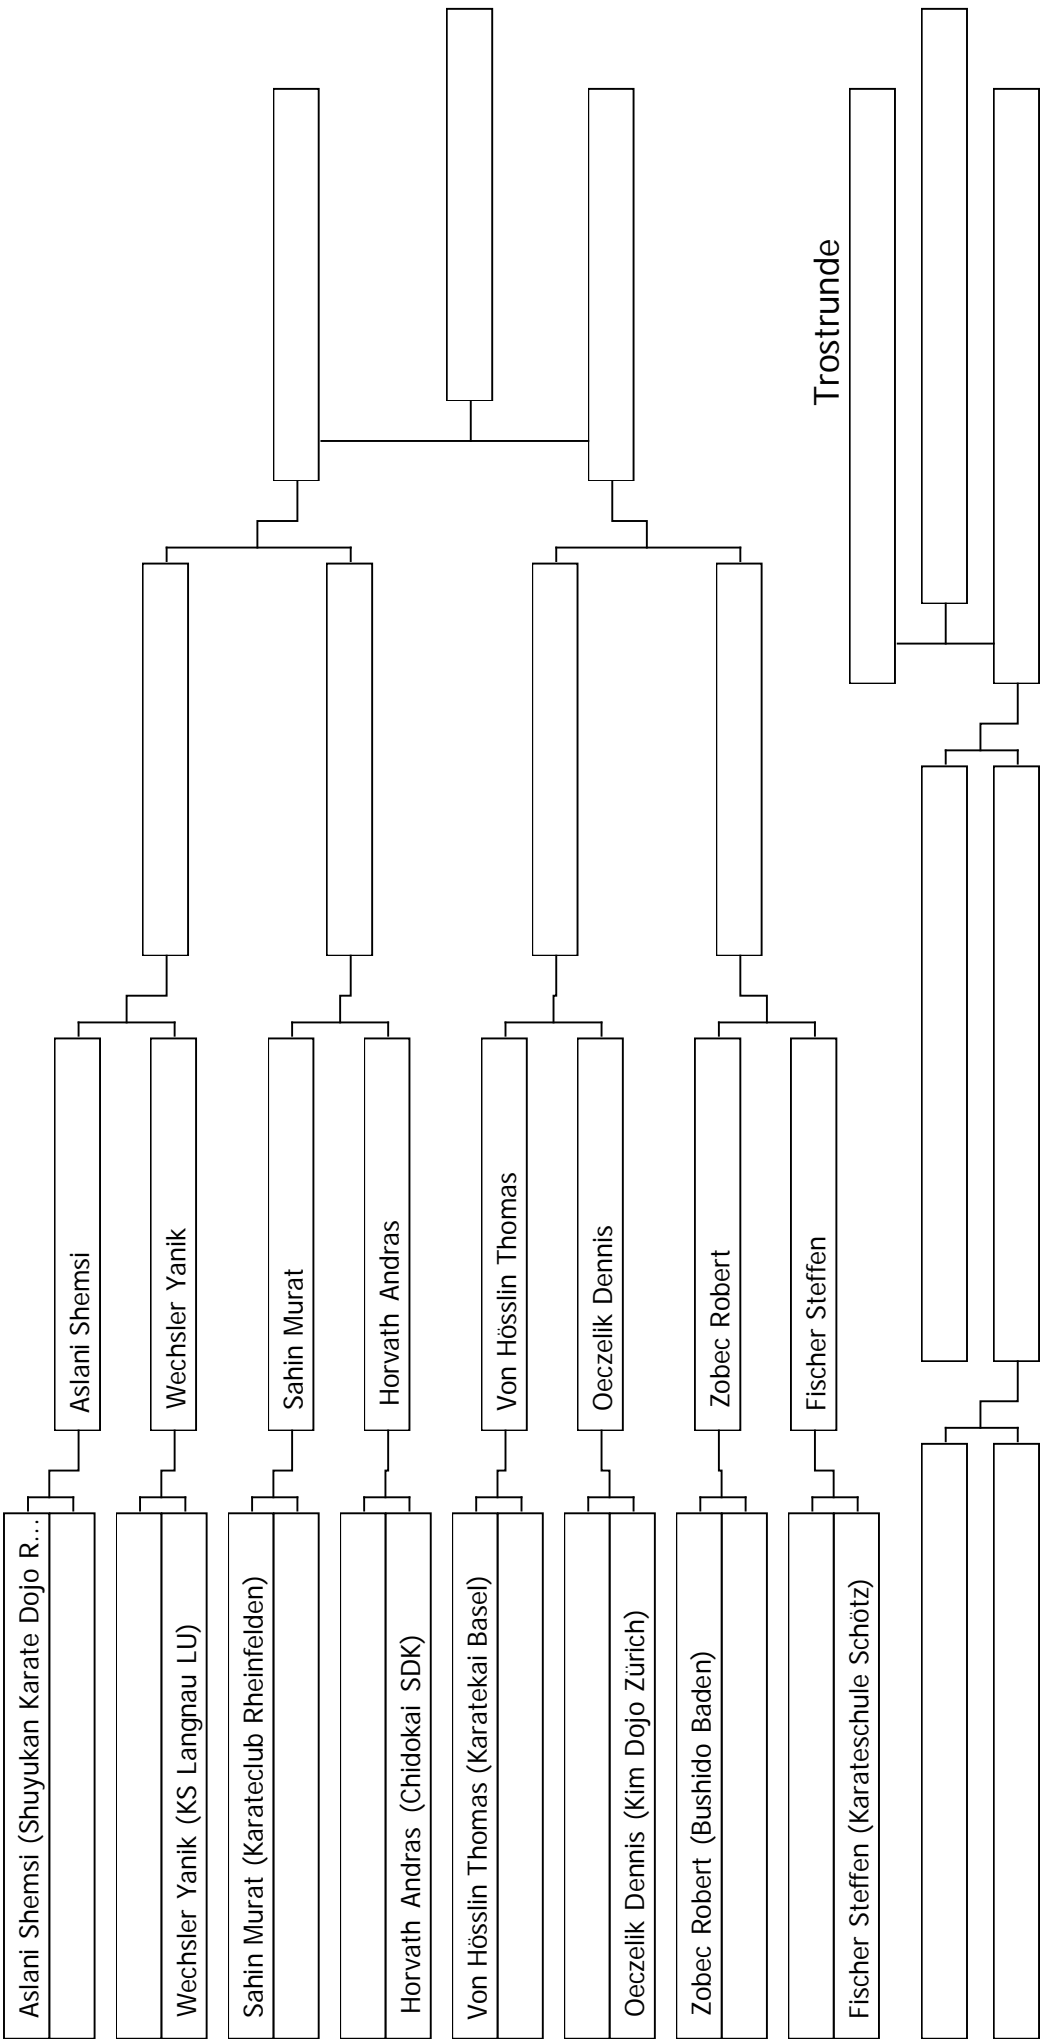 Aslani Shemsi (Shuyukan Karate Dojo R...
Wechsler Yanik (KS Langnau LU)
Sahin Murat (Karateclub Rheinfelden)
Horvath Andras (Chidokai SDK)
Von Hösslin Thomas (Karatekai Basel)
Oeczelik Dennis (Kim Dojo Zürich)
Zobec Robert (Bushido Baden)
Fischer Steffen (Karateschule Schötz)
Aslani Shemsi
Wechsler Yanik
Sahin Murat
Horvath Andras
Von Hösslin Thomas
Oeczelik Dennis
Zobec Robert
Fischer Steffen
Trostrunde